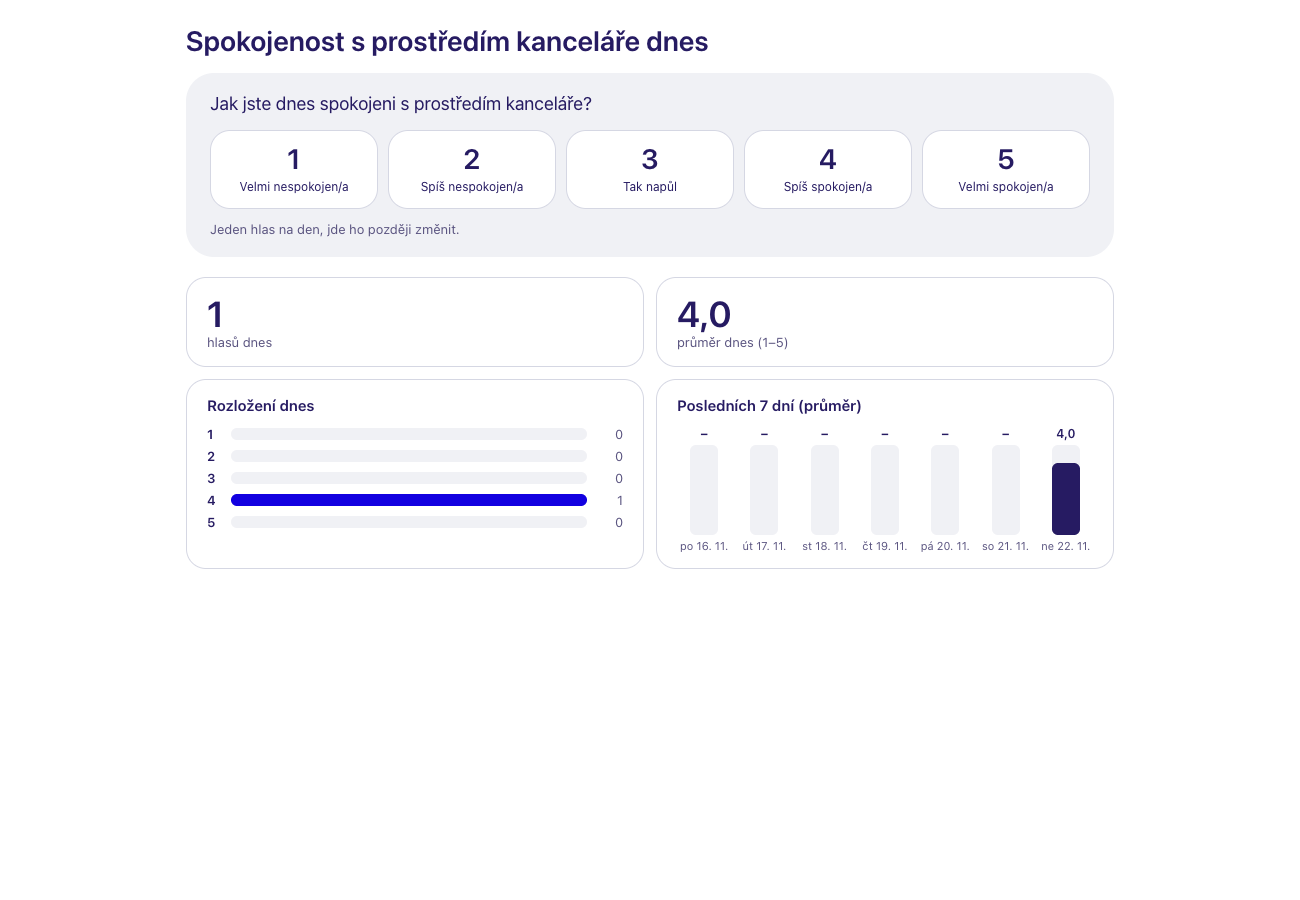 Spokojenost s prostředím kanceláře dnes
Jak jste dnes spokojeni s prostředím kanceláře?
1
Velmi nespokojen/a
2
Spíš nespokojen/a
3
Tak napůl
4
Spíš spokojen/a
5
Velmi spokojen/a
Jeden hlas na den, jde ho později změnit.
1
hlasů dnes
4,0
průměr dnes (1–5)
Rozložení dnes
1 0
2 0
3 0
4 1
5 0
Posledních 7 dní (průměr)
– – – – – – 4,0
po 16. 11. út 17. 11. st 18. 11. čt 19. 11. pá 20. 11. so 21. 11. ne 22. 11.